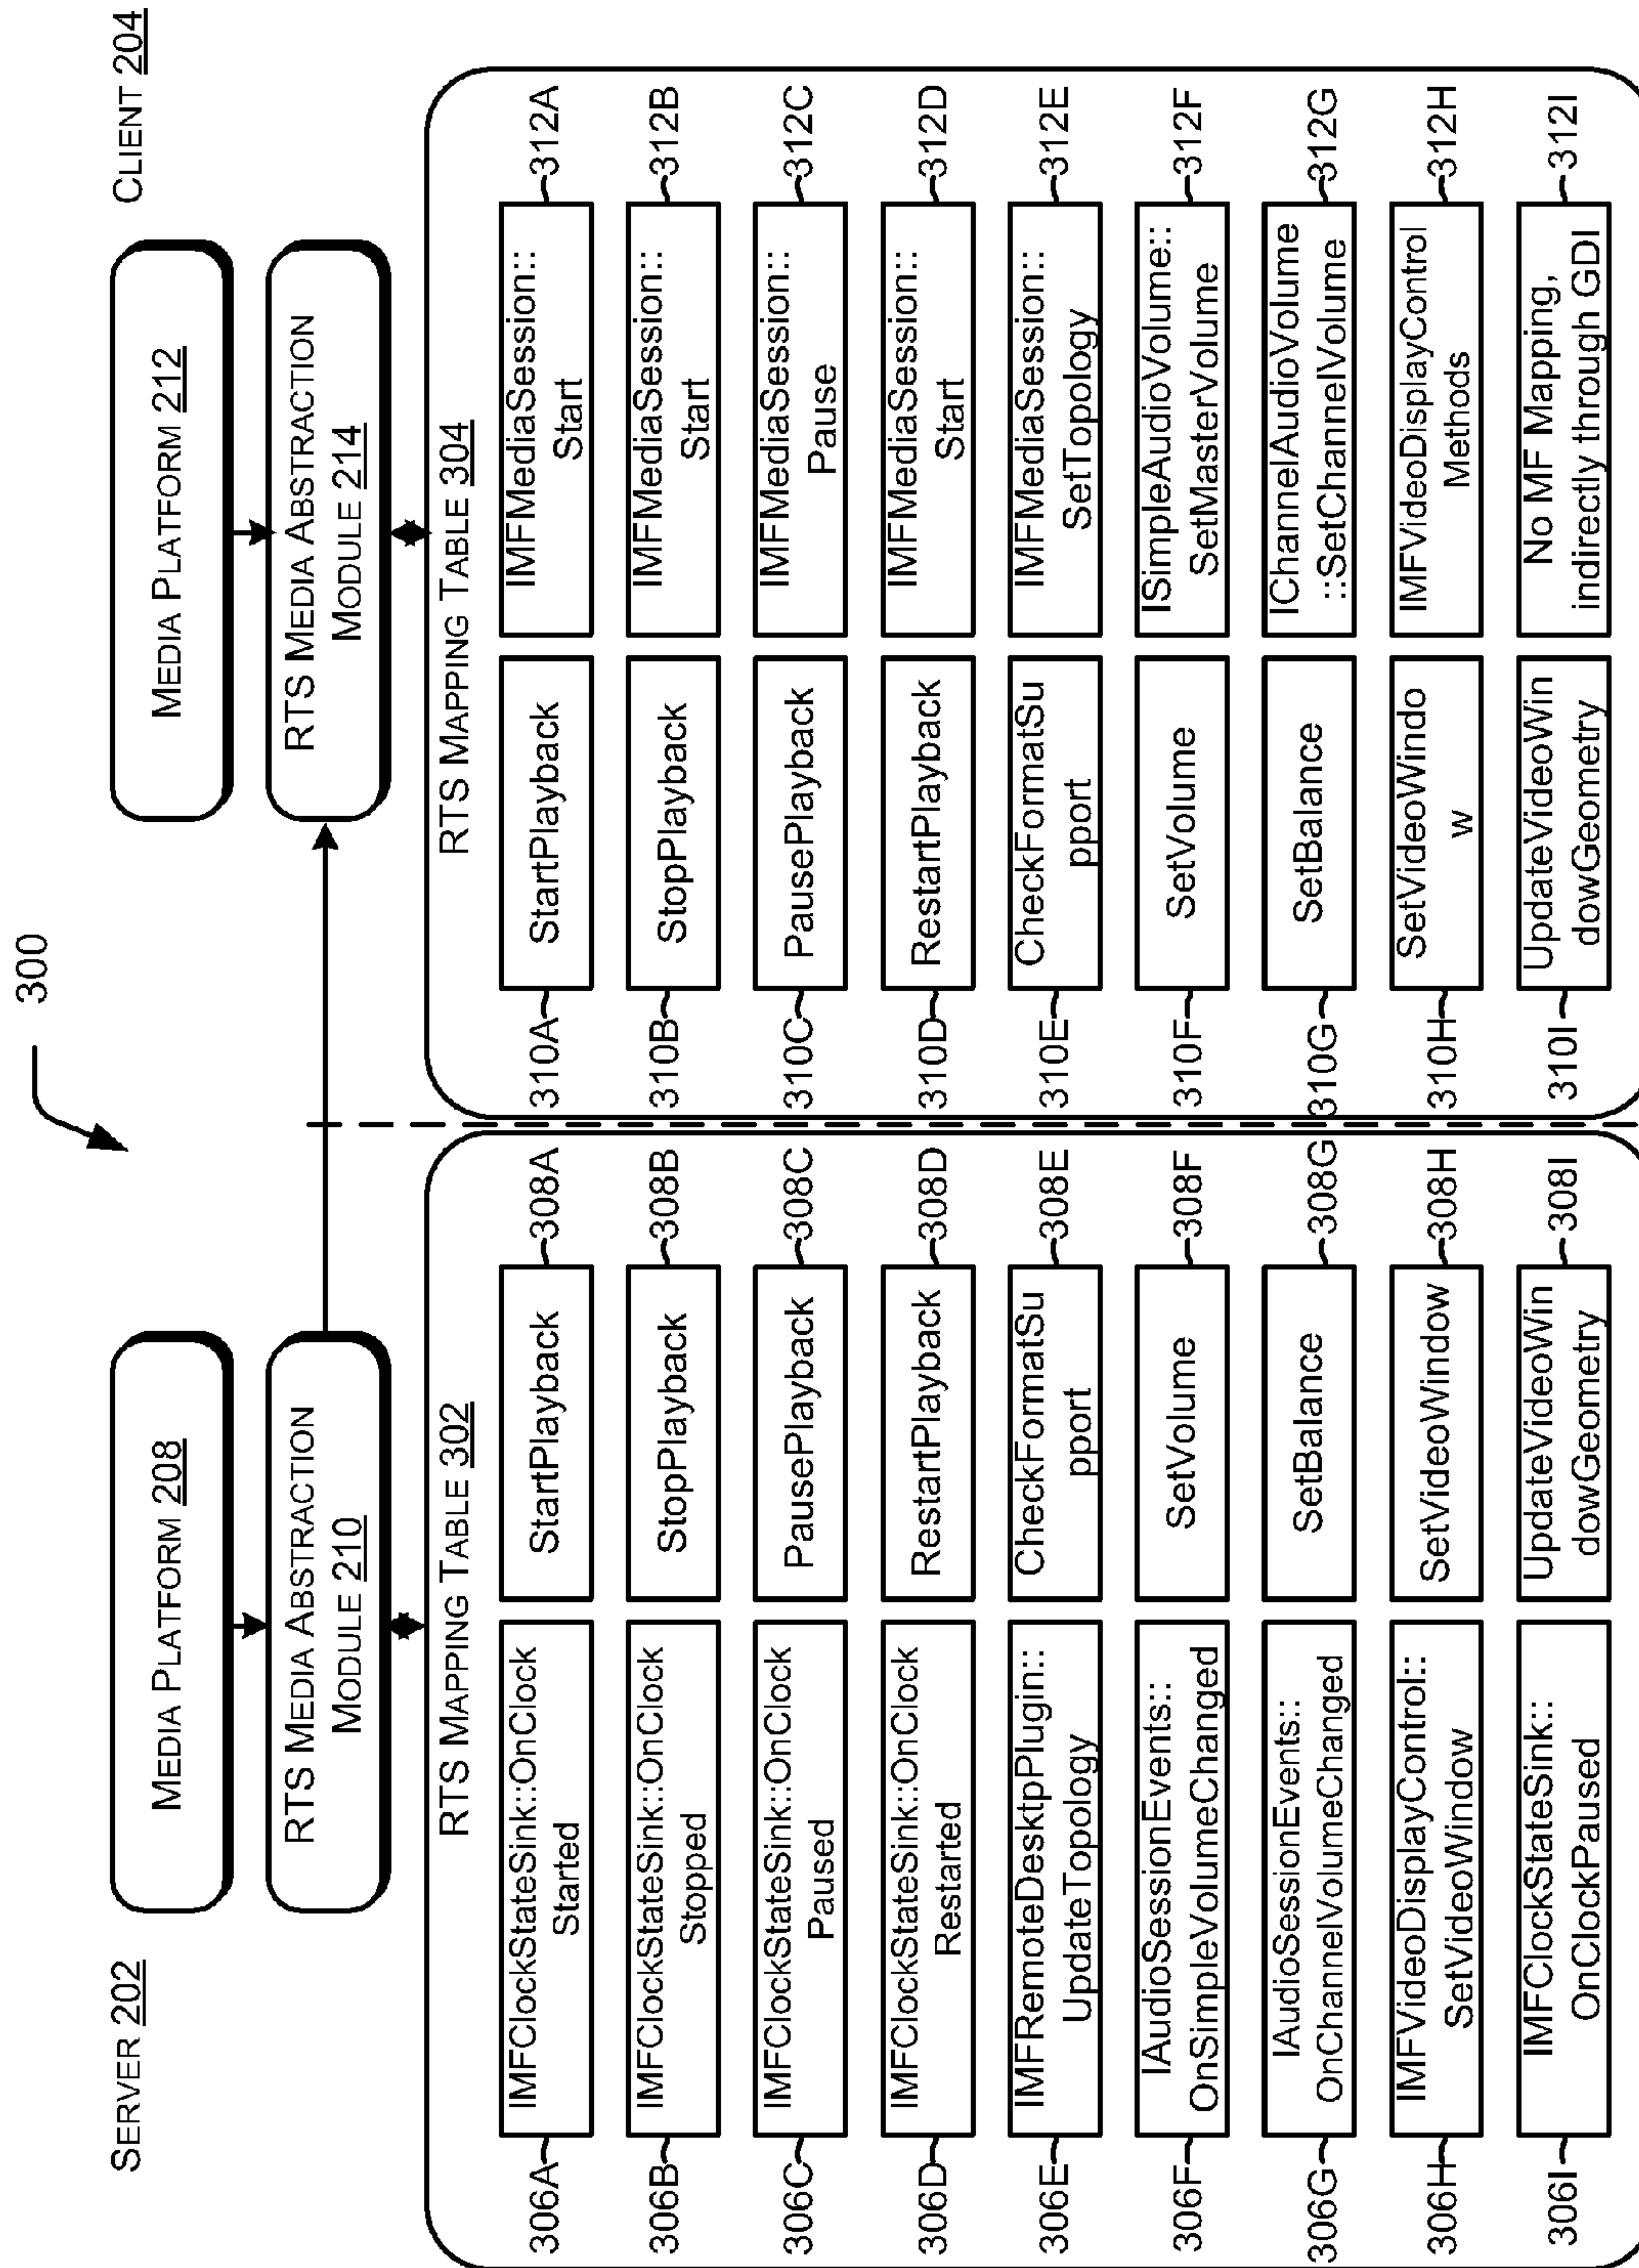 300
SERVER 202
CLIENT 204
MEDIA PLATFORM 208
MEDIA PLATFORM 212
RTS MEDIA ABSTRACTION
MODULE 210
RTS MEDIA ABSTRACTION
MODULE 214
RTS MAPPING TABLE 302
RTS MAPPING TABLE 304
306A
IMFClockStateSink::OnClock
Started
StartPlayback
308A
310A
StartPlayback
IMFMediaSession::
Start
312A
306B
IMFClockStateSink::OnClock
Stopped
StopPlayback
308B
310B
StopPlayback
IMFMediaSession::
Start
312B
306C
IMFClockStateSink::OnClock
Paused
PausePlayback
308C
310C
PausePlayback
IMFMediaSession::
Pause
312C
306D
IMFClockStateSink::OnClock
Restarted
RestartPlayback
308D
310D
RestartPlayback
IMFMediaSession::
Start
312D
306E
IMFRemoteDesktpPlugin::
UpdateTopology
CheckFormatSu
pport
308E
310E
CheckFormatSu
pport
IMFMediaSession::
SetTopology
312E
306F
IAudioSessionEvents::
OnSimpleVolumeChanged
SetVolume
308F
310F
SetVolume
ISimpleAudioVolume::
SetMasterVolume
312F
306G
IAudioSessionEvents::
OnChannelVolumeChanged
SetBalance
308G
310G
SetBalance
IChannelAudioVolume
::SetChannelVolume
312G
306H
IMFVideoDisplayControl::
SetVideoWindow
SetVideoWindow
308H
310H
SetVideoWindo
w
IMFVideoDisplayControl
Methods
312H
306I
IMFClockStateSink::
OnClockPaused
UpdateVideoWin
dowGeometry
308I
310I
UpdateVideoWin
dowGeometry
No MF Mapping,
indirectly through GDI
312I